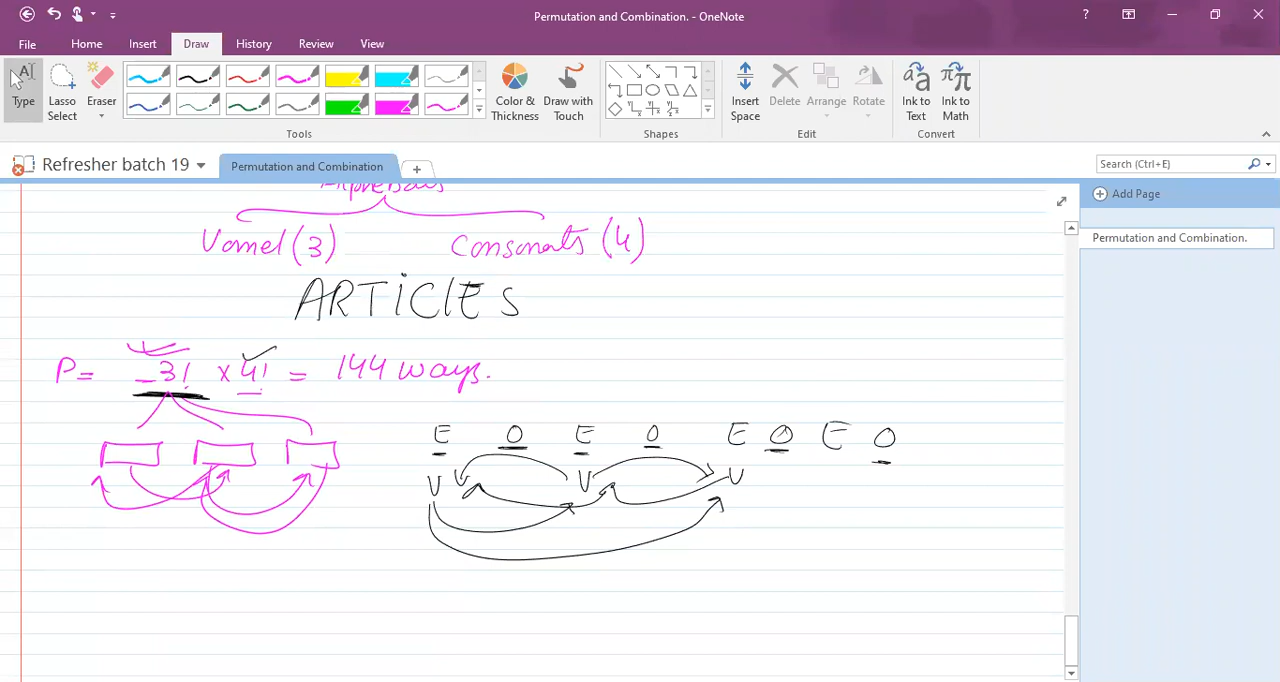 Permutation and Combination. - OneNote
File Home Insert Draw History Review View
Type Lasso Select Eraser Color & Thickness Draw with Touch Insert Space Delete Arrange Rotate Ink to Text Ink to Math
Tools Shapes Edit Convert
Refresher batch 19 Permutation and Combination Search (Ctrl+E)
Add Page
Permutation and Combination.
Vowel (3) Consonats (4)
ARTiClES
P= 3! x 4! = 144 ways.
E O E O E O E O
V V V